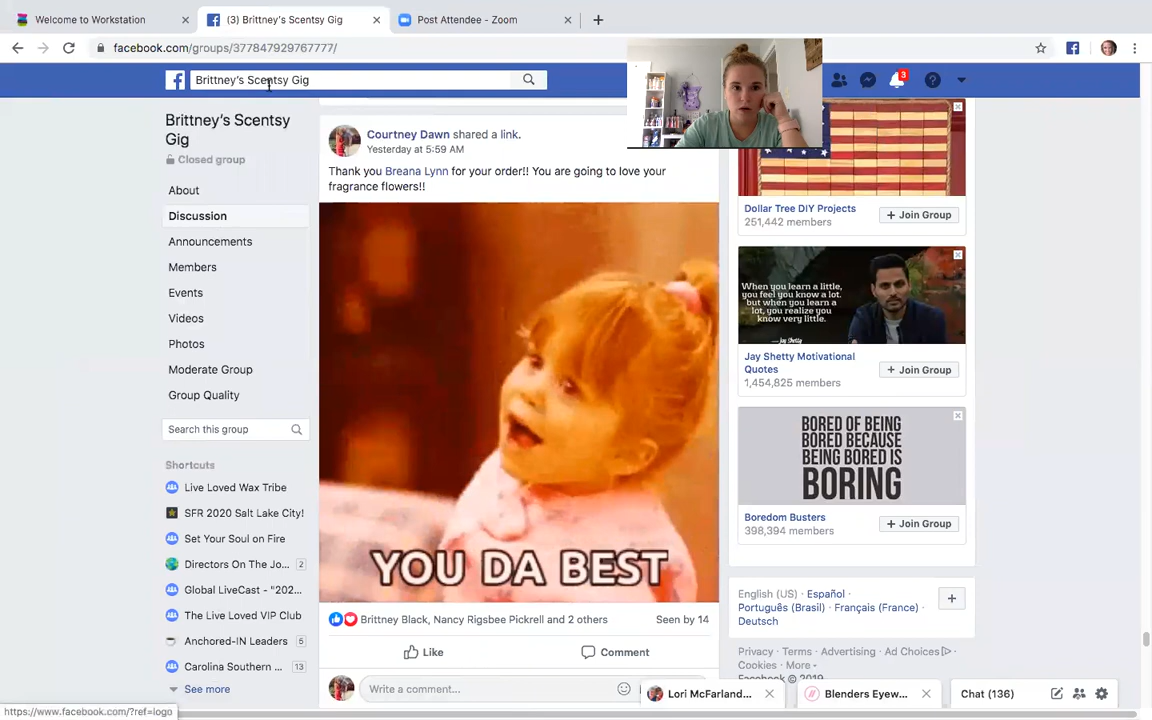 Welcome to Workstation
(3) Brittney's Scentsy Gig
Post Attendee - Zoom
facebook.com/groups/377847929767777/
Brittney's Scentsy Gig
3
Brittney's Scentsy
Gig
Closed group
About
Discussion
Announcements
Members
Events
Videos
Photos
Moderate Group
Group Quality
Search this group
Shortcuts
Live Loved Wax Tribe
SFR 2020 Salt Lake City!
Set Your Soul on Fire
Directors On The Jo... 2
Global LiveCast - "202...
The Live Loved VIP Club
Anchored-IN Leaders 5
Carolina Southern ... 13
See more
https://www.facebook.com/?ref=logo
Courtney Dawn shared a link.
Yesterday at 5:59 AM
Thank you Breana Lynn for your order!! You are going to love your
fragrance flowers!!
YOU DA BEST
Brittney Black, Nancy Rigsbee Pickrell and 2 others
Seen by 14
Like
Comment
Write a comment...
Dollar Tree DIY Projects
251,442 members
+ Join Group
When you learn a little,
you feel you know a lot.
but when you learn
a lot, you realize you
know very little.
--- Jay Shetty
Jay Shetty Motivational
Quotes
1,454,825 members
+ Join Group
BORED OF BEING
BORED BECAUSE
BEING BORED IS
BORING
Boredom Busters
398,394 members
+ Join Group
English (US) · Español ·
Português (Brasil) · Français (France) ·
Deutsch
Privacy · Terms · Advertising · Ad Choices ·
Cookies · More
Facebook © 2019
Lori McFarland...
Blenders Eyew...
Chat (136)